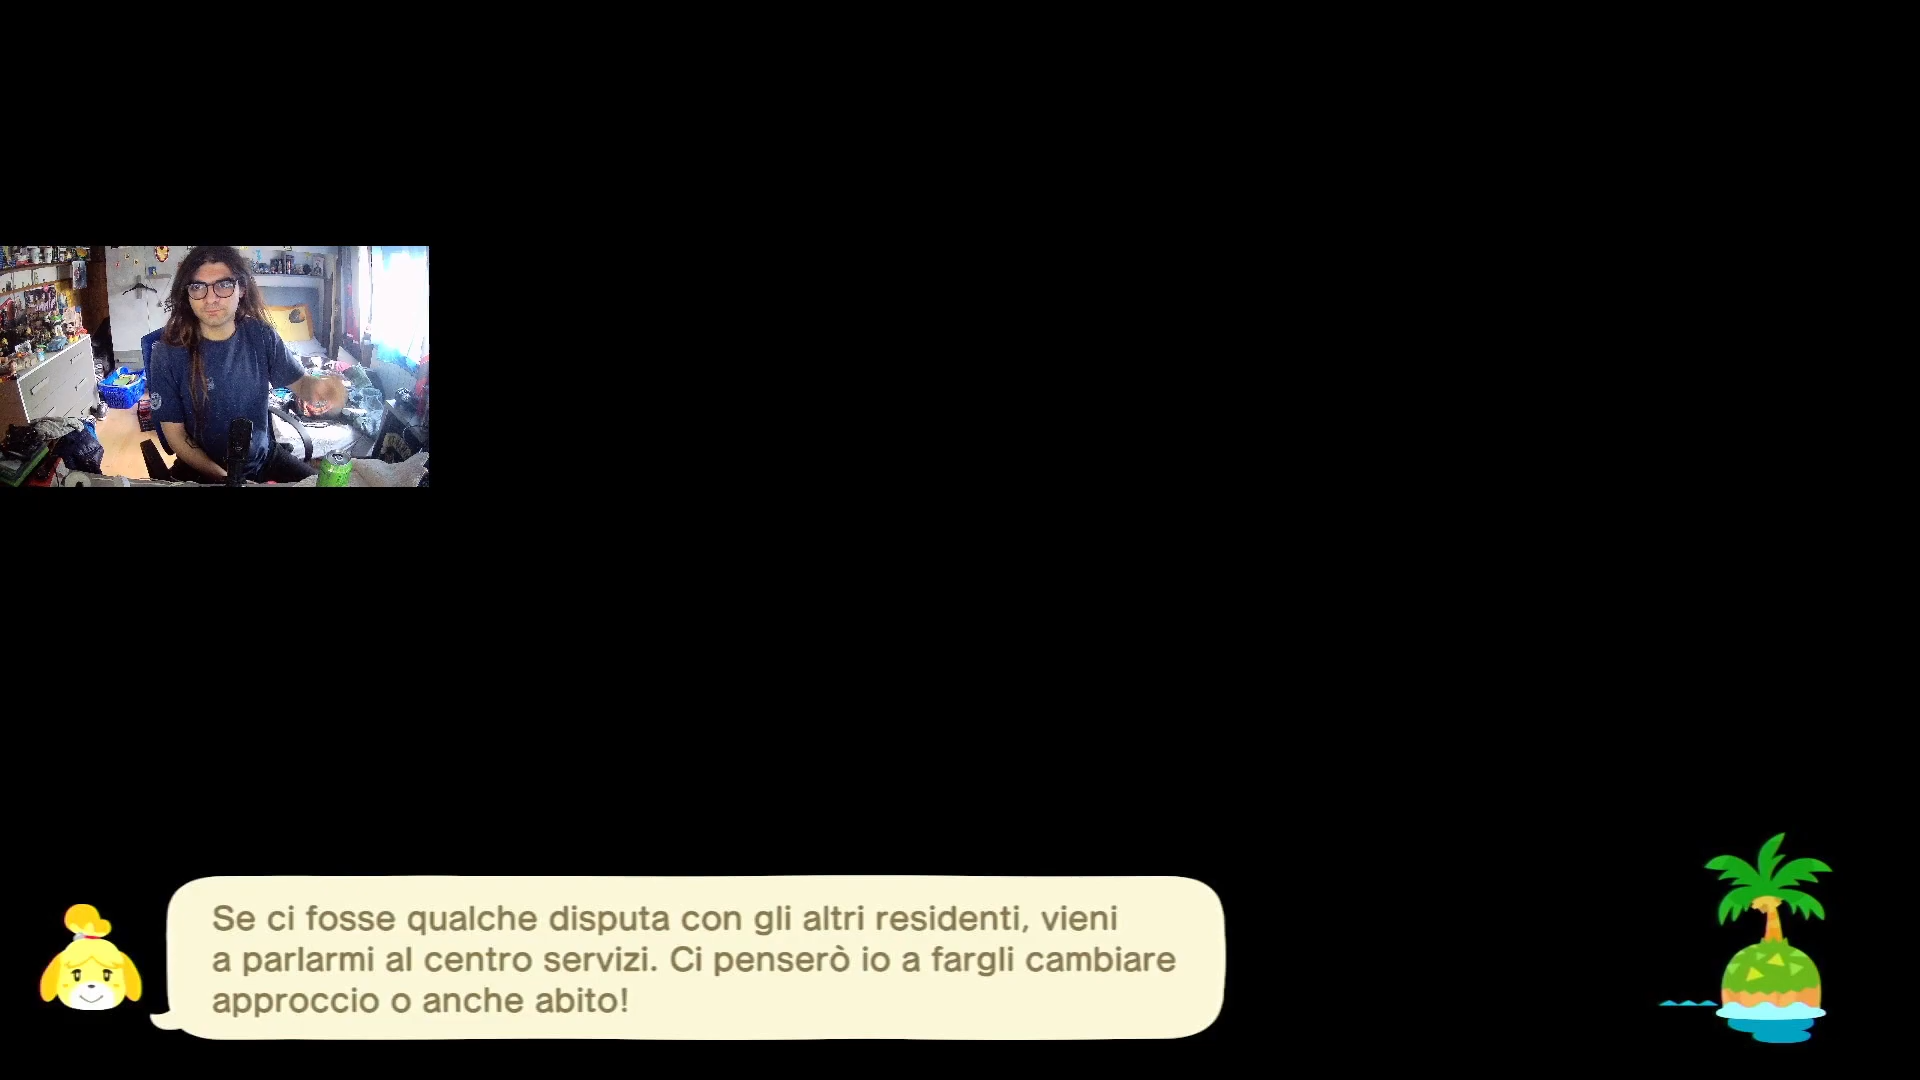 Se ci fosse qualche disputa con gli altri residenti, vieni
a parlarmi al centro servizi. Ci penserò io a fargli cambiare
approccio o anche abito!